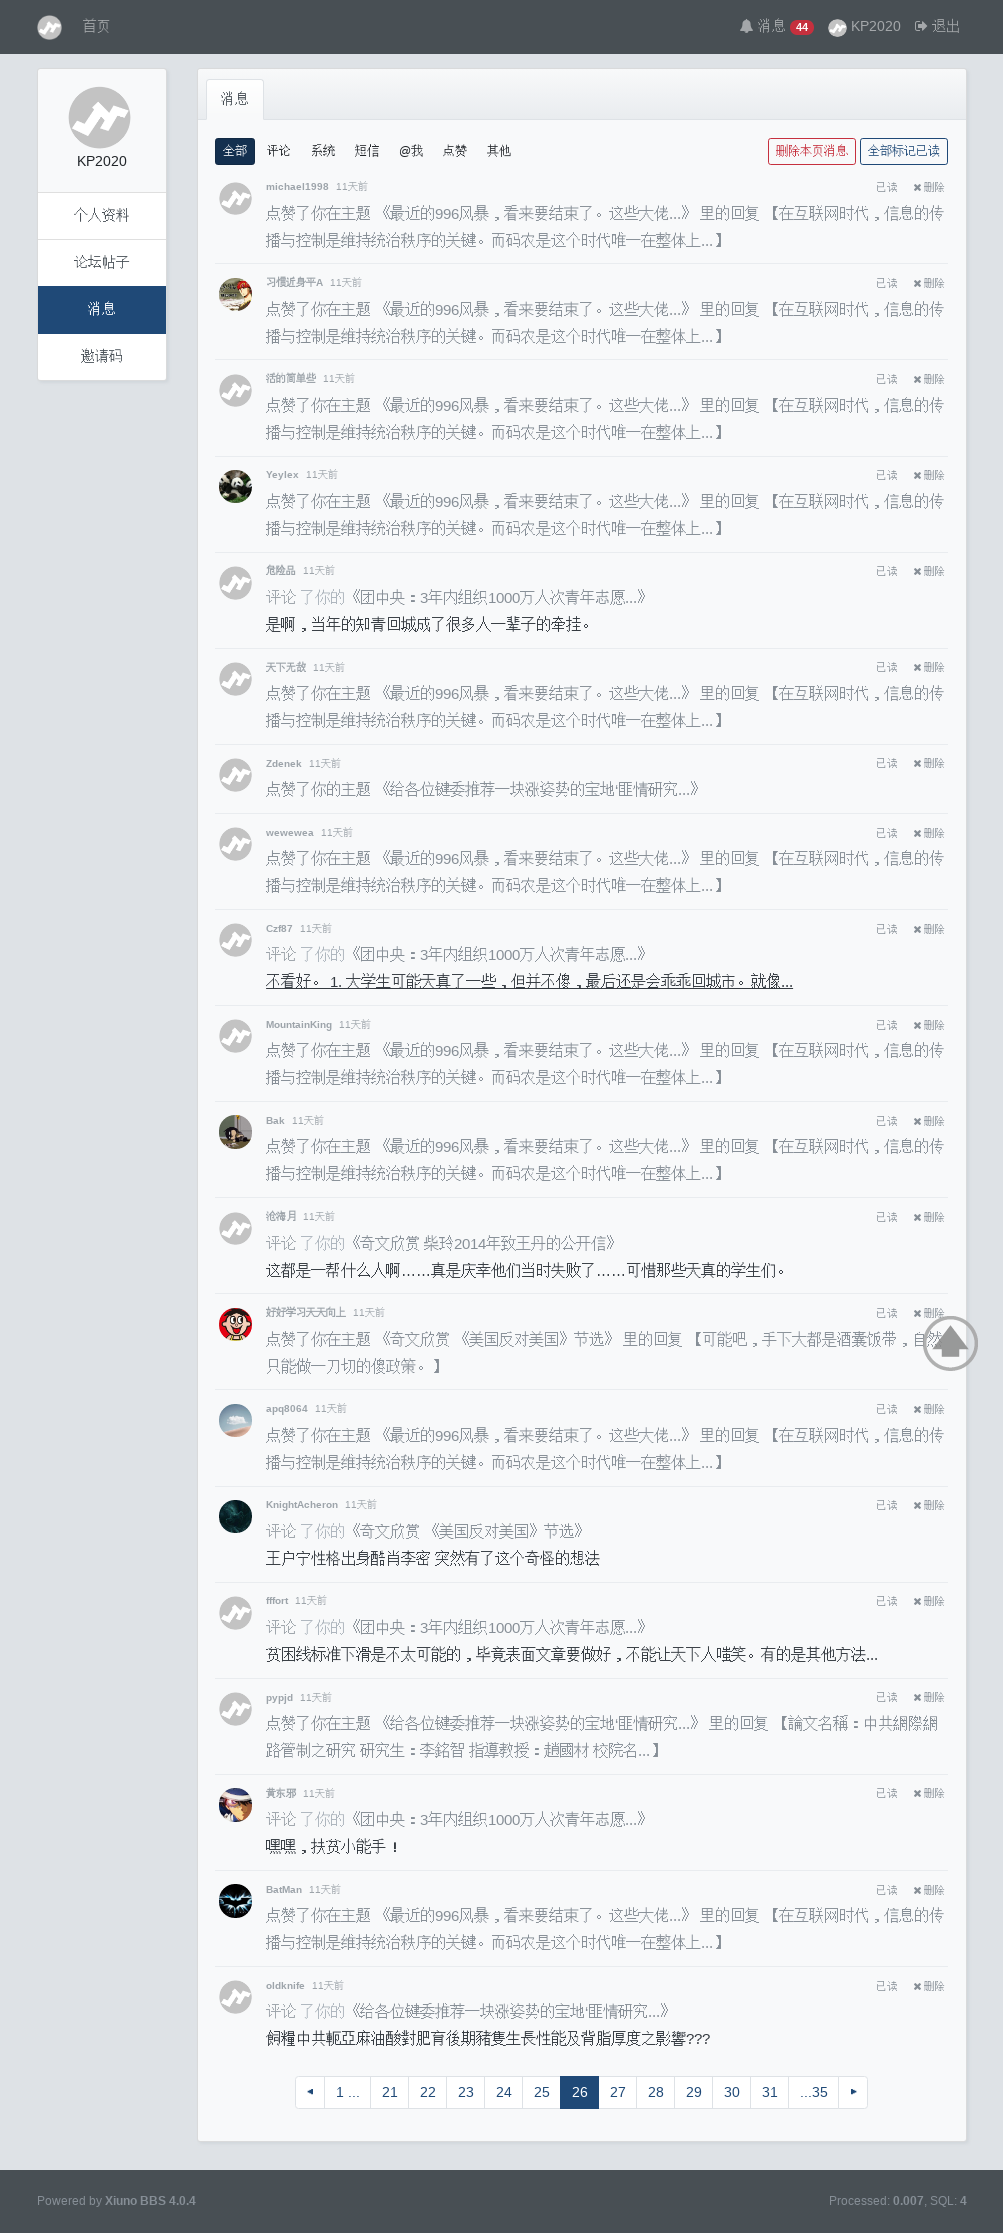 首页
消息 44 KP2020 退出
KP2020
个人资料
论坛帖子
消息
邀请码
消息
全部 评论 系统 短信 @我 点赞 其他 删除本页消息 全部标记已读
michael1998 11天前 已读 ✖删除
点赞了你在主题 《最近的996风暴，看来要结束了。这些大佬...》 里的回复 【在互联网时代，信息的传
播与控制是维持统治秩序的关键。而码农是这个时代唯一在整体上...】
习惯近身平A 11天前 已读 ✖删除
点赞了你在主题 《最近的996风暴，看来要结束了。这些大佬...》 里的回复 【在互联网时代，信息的传
播与控制是维持统治秩序的关键。而码农是这个时代唯一在整体上...】
活的简单些 11天前 已读 ✖删除
点赞了你在主题 《最近的996风暴，看来要结束了。这些大佬...》 里的回复 【在互联网时代，信息的传
播与控制是维持统治秩序的关键。而码农是这个时代唯一在整体上...】
Yeylex 11天前 已读 ✖删除
点赞了你在主题 《最近的996风暴，看来要结束了。这些大佬...》 里的回复 【在互联网时代，信息的传
播与控制是维持统治秩序的关键。而码农是这个时代唯一在整体上...】
危险品 11天前 已读 ✖删除
评论 了你的《团中央：3年内组织1000万人次青年志愿...》
是啊，当年的知青回城成了很多人一辈子的牵挂。
天下无敌 11天前 已读 ✖删除
点赞了你在主题 《最近的996风暴，看来要结束了。这些大佬...》 里的回复 【在互联网时代，信息的传
播与控制是维持统治秩序的关键。而码农是这个时代唯一在整体上...】
Zdenek 11天前 已读 ✖删除
点赞了你的主题 《给各位键委推荐一块涨姿势的宝地'匪情研究...》
wewewea 11天前 已读 ✖删除
点赞了你在主题 《最近的996风暴，看来要结束了。这些大佬...》 里的回复 【在互联网时代，信息的传
播与控制是维持统治秩序的关键。而码农是这个时代唯一在整体上...】
Czf87 11天前 已读 ✖删除
评论 了你的《团中央：3年内组织1000万人次青年志愿...》
不看好。 1. 大学生可能天真了一些，但并不傻，最后还是会乖乖回城市。就像...
MountainKing 11天前 已读 ✖删除
点赞了你在主题 《最近的996风暴，看来要结束了。这些大佬...》 里的回复 【在互联网时代，信息的传
播与控制是维持统治秩序的关键。而码农是这个时代唯一在整体上...】
Bak 11天前 已读 ✖删除
点赞了你在主题 《最近的996风暴，看来要结束了。这些大佬...》 里的回复 【在互联网时代，信息的传
播与控制是维持统治秩序的关键。而码农是这个时代唯一在整体上...】
沧海月 11天前 已读 ✖删除
评论 了你的《奇文欣赏 柴玲2014年致王丹的公开信》
这都是一帮什么人啊……真是庆幸他们当时失败了……可惜那些天真的学生们。
好好学习天天向上 11天前 已读 ✖删除
点赞了你在主题 《奇文欣赏 《美国反对美国》节选》 里的回复 【可能吧，手下大都是酒囊饭带，自然
只能做一刀切的傻政策。 】
apq8064 11天前 已读 ✖删除
点赞了你在主题 《最近的996风暴，看来要结束了。这些大佬...》 里的回复 【在互联网时代，信息的传
播与控制是维持统治秩序的关键。而码农是这个时代唯一在整体上...】
KnightAcheron 11天前 已读 ✖删除
评论 了你的《奇文欣赏 《美国反对美国》节选》
王户宁性格出身酷肖李密 突然有了这个奇怪的想法
fffort 11天前 已读 ✖删除
评论 了你的《团中央：3年内组织1000万人次青年志愿...》
贫困线标准下滑是不太可能的，毕竟表面文章要做好，不能让天下人嗤笑。有的是其他方法...
pypjd 11天前 已读 ✖删除
点赞了你在主题 《给各位键委推荐一块涨姿势的宝地'匪情研究...》 里的回复 【論文名稱：中共網際網
路管制之研究 研究生：李銘智 指導教授：趙國材 校院名...】
黄东邪 11天前 已读 ✖删除
评论 了你的《团中央：3年内组织1000万人次青年志愿...》
嘿嘿，扶贫小能手！
BatMan 11天前 已读 ✖删除
点赞了你在主题 《最近的996风暴，看来要结束了。这些大佬...》 里的回复 【在互联网时代，信息的传
播与控制是维持统治秩序的关键。而码农是这个时代唯一在整体上...】
oldknife 11天前 已读 ✖删除
评论 了你的《给各位键委推荐一块涨姿势的宝地'匪情研究...》
飼糧中共軛亞麻油酸對肥育後期豬隻生長性能及背脂厚度之影響???
◂ 1 ... 21 22 23 24 25 26 27 28 29 30 31 ...35 ▸
Powered by Xiuno BBS 4.0.4 Processed: 0.007, SQL: 4